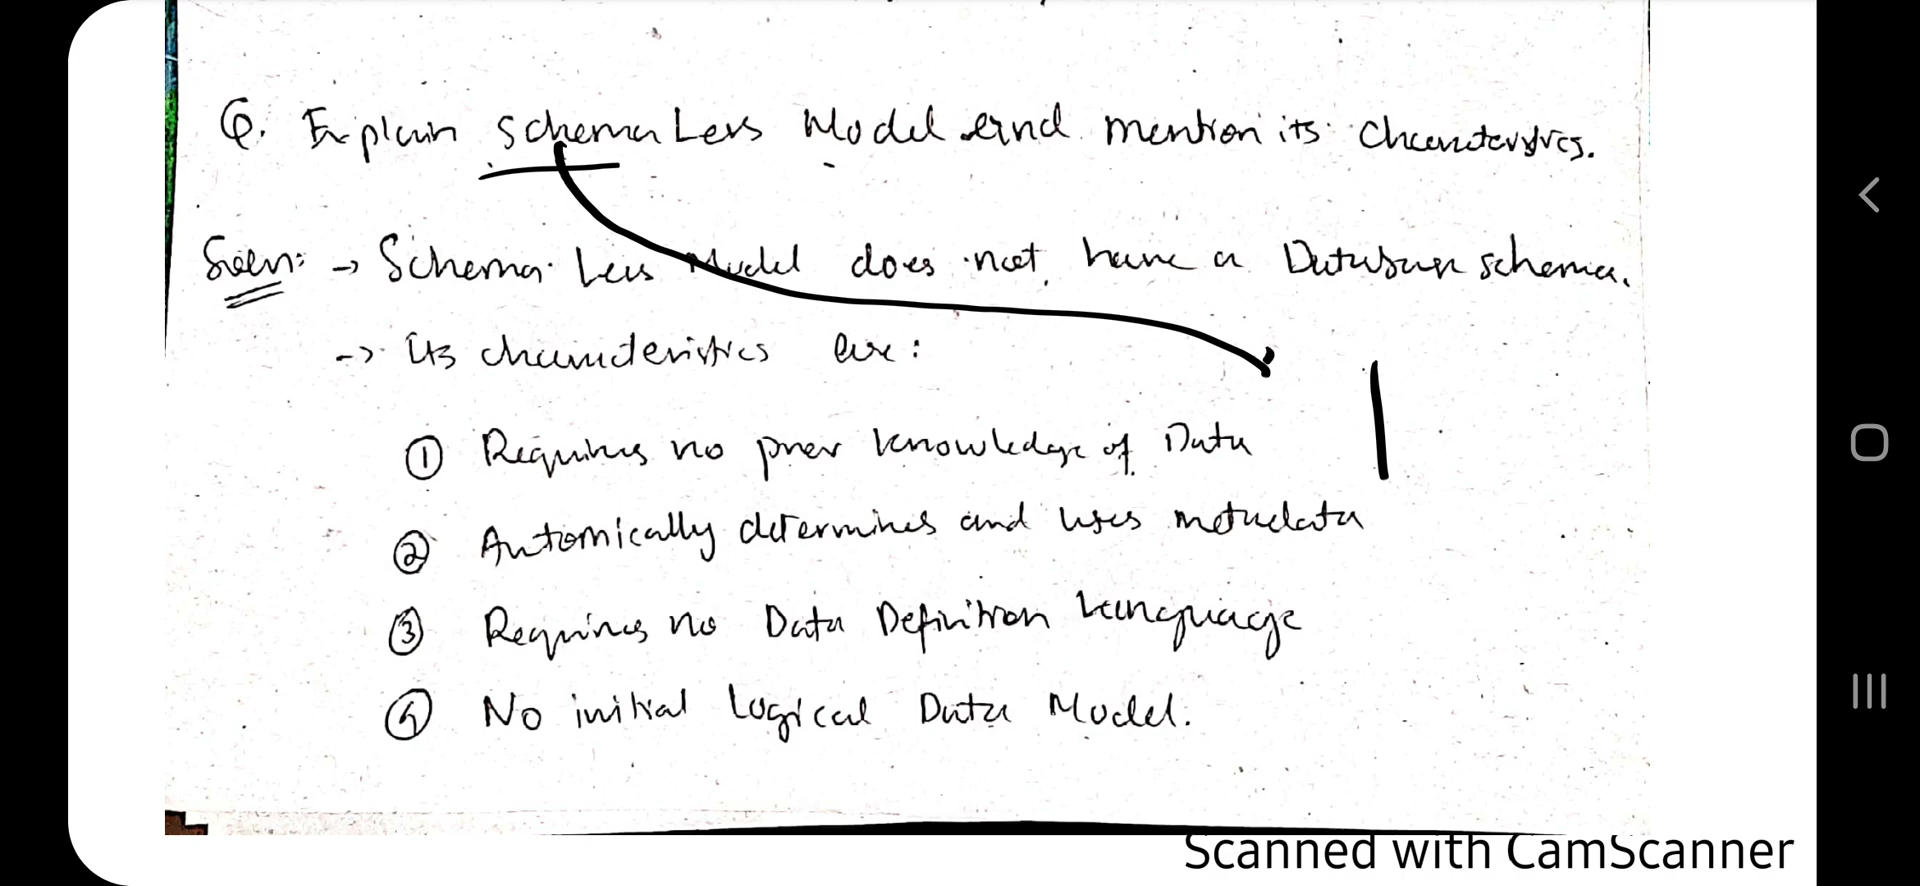 Q. Explain schema Less Model and mention its Characteristics.
Soln: → Schema Less Model does not have a Database schema.
→ Its characteristics are:
① Requires no prior knowledge of Data
② Automically determines and uses metadata
③ Requires no Data Definition Language
④ No initial Logical Data Model.
Scanned with CamScanner